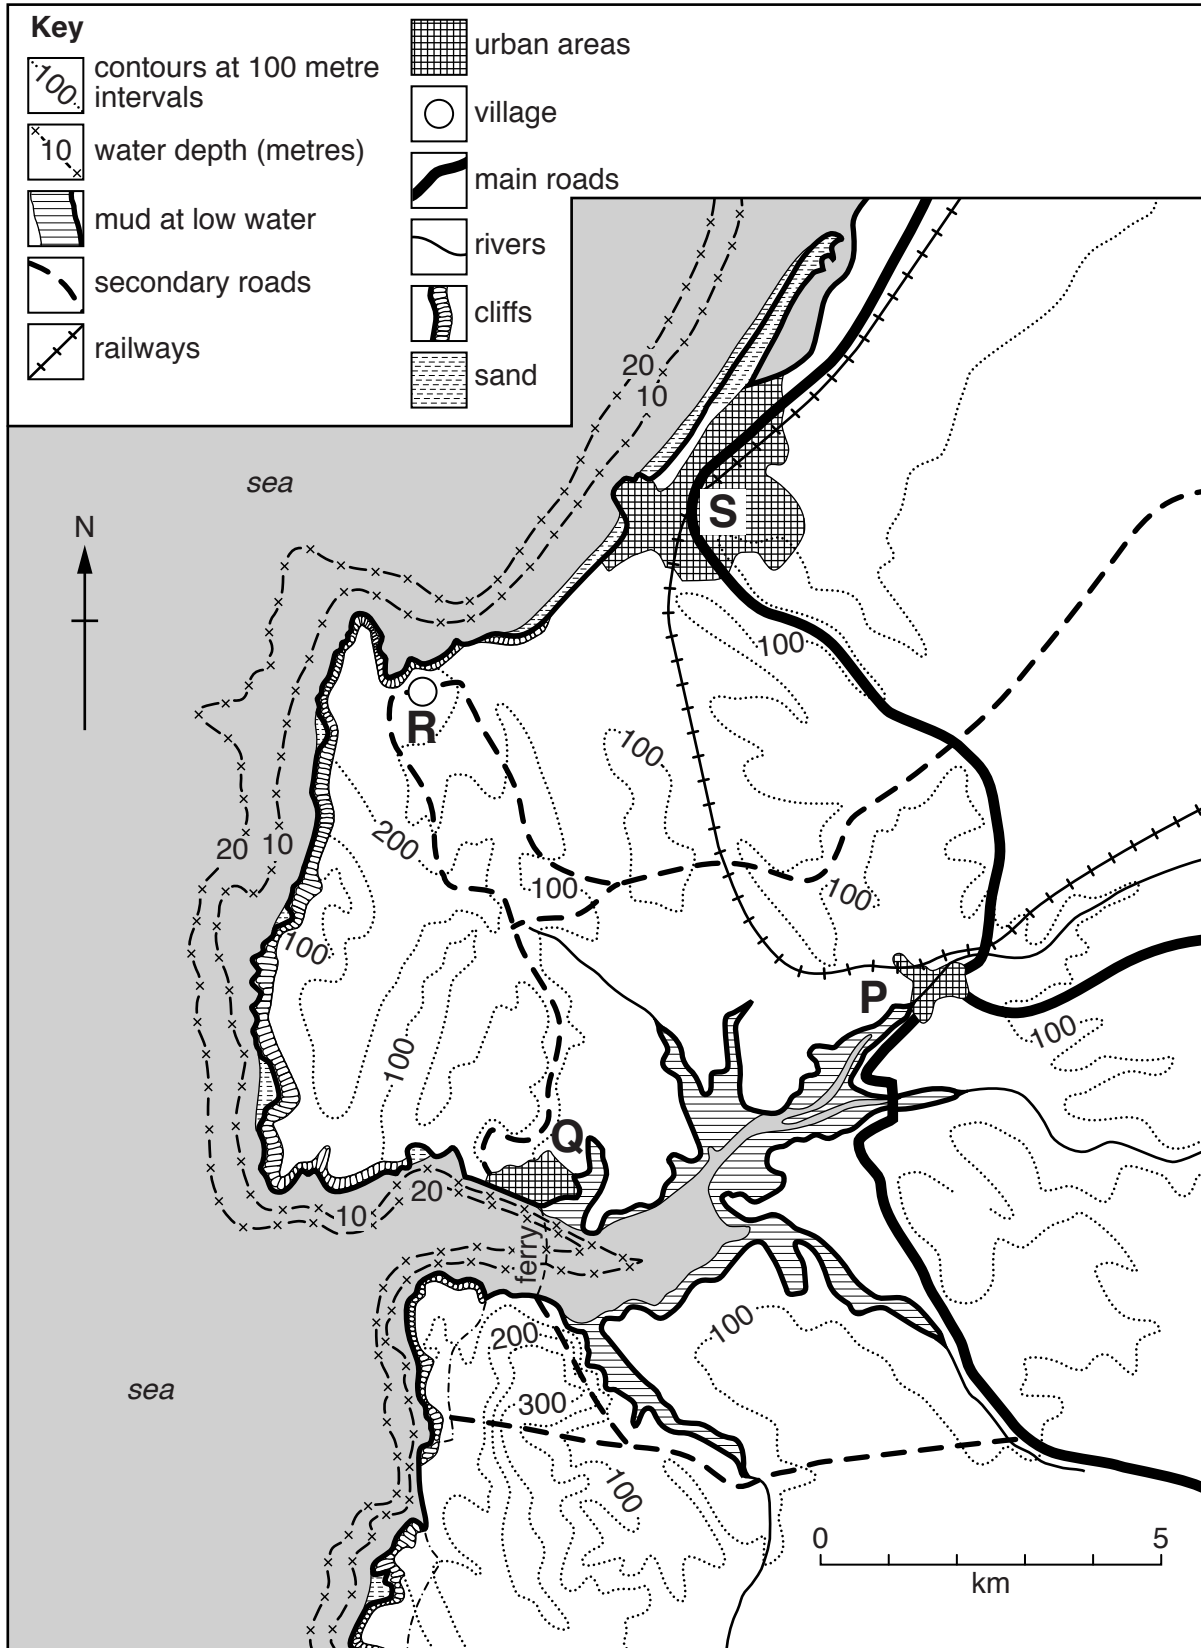 Key
100
contours at 100 metre
intervals
10
water depth (metres)
mud at low water
secondary roads
railways
urban areas
village
main roads
rivers
cliffs
sand
20
10
sea
N
S
100
R
100
200
20
10
100
100
100
P
100
100
Q
20
10
ferry
200
100
sea
300
100
0
5
km